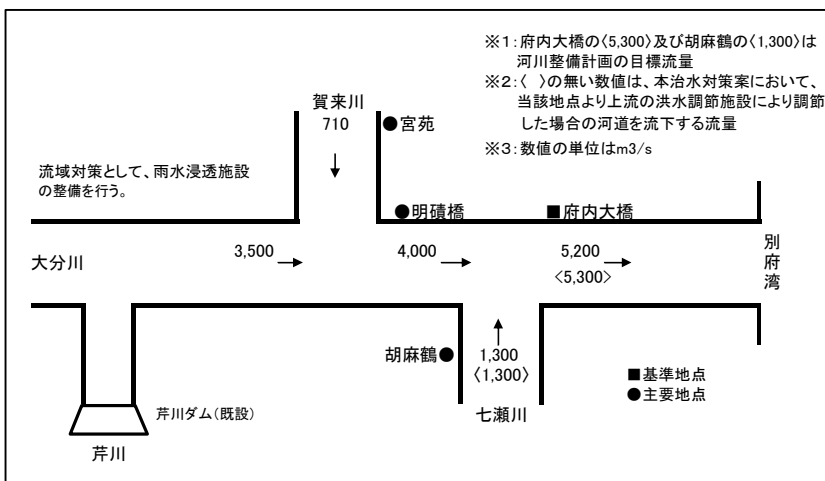 ※1：府内大橋の〈5,300〉及び胡麻鶴の〈1,300〉は
河川整備計画の目標流量
※2：〈　〉の無い数値は、本治水対策案において、
当該地点より上流の洪水調節施設により調節
した場合の河道を流下する流量
※3：数値の単位はm3/s
賀来川
710
↓
●宮苑
流域対策として、雨水浸透施設
の整備を行う。
●明磧橋
■府内大橋
大分川
3,500 →
4,000 →
5,200 →
〈5,300〉
別府湾
胡麻鶴●
↑
1,300
〈1,300〉
七瀬川
■基準地点
●主要地点
芹川ダム（既設）
芹川